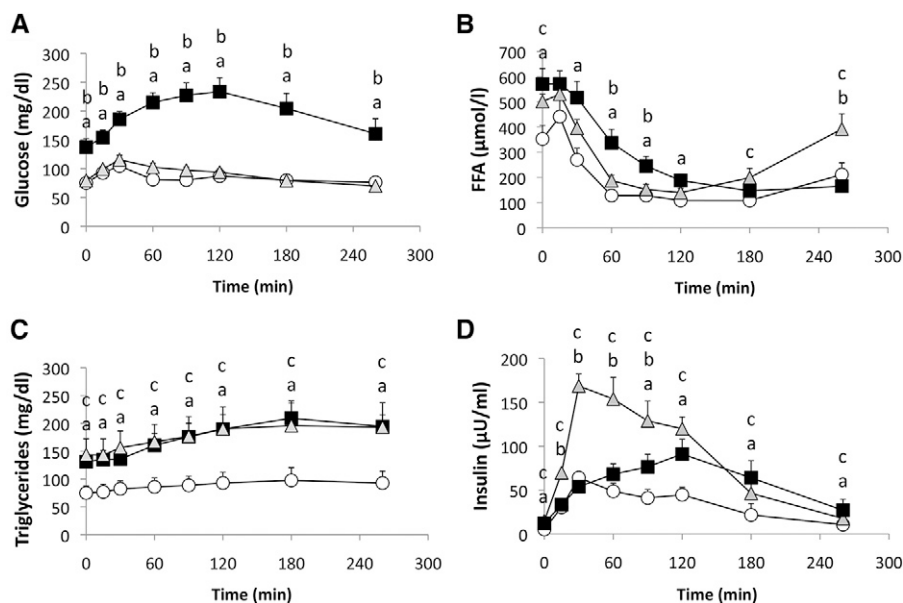 A
b b b b b b b b
a a a a a a a a
Glucose (mg/dl)
300
250
200
150
100
50
0
0 60 120 180 240 300
Time (min)
B
c b b c c
a a a a a b
FFA (µmol/l)
700
600
500
400
300
200
100
0
0 60 120 180 240 300
Time (min)
C
c c c c c c c c
a a a a a a a a
Triglycerides (mg/dl)
300
250
200
150
100
50
0
0 60 120 180 240 300
Time (min)
D
c c c c c c c c
a b b b b a a a
a
Insulin (µU/ml)
200
150
100
50
0
0 60 120 180 240 300
Time (min)